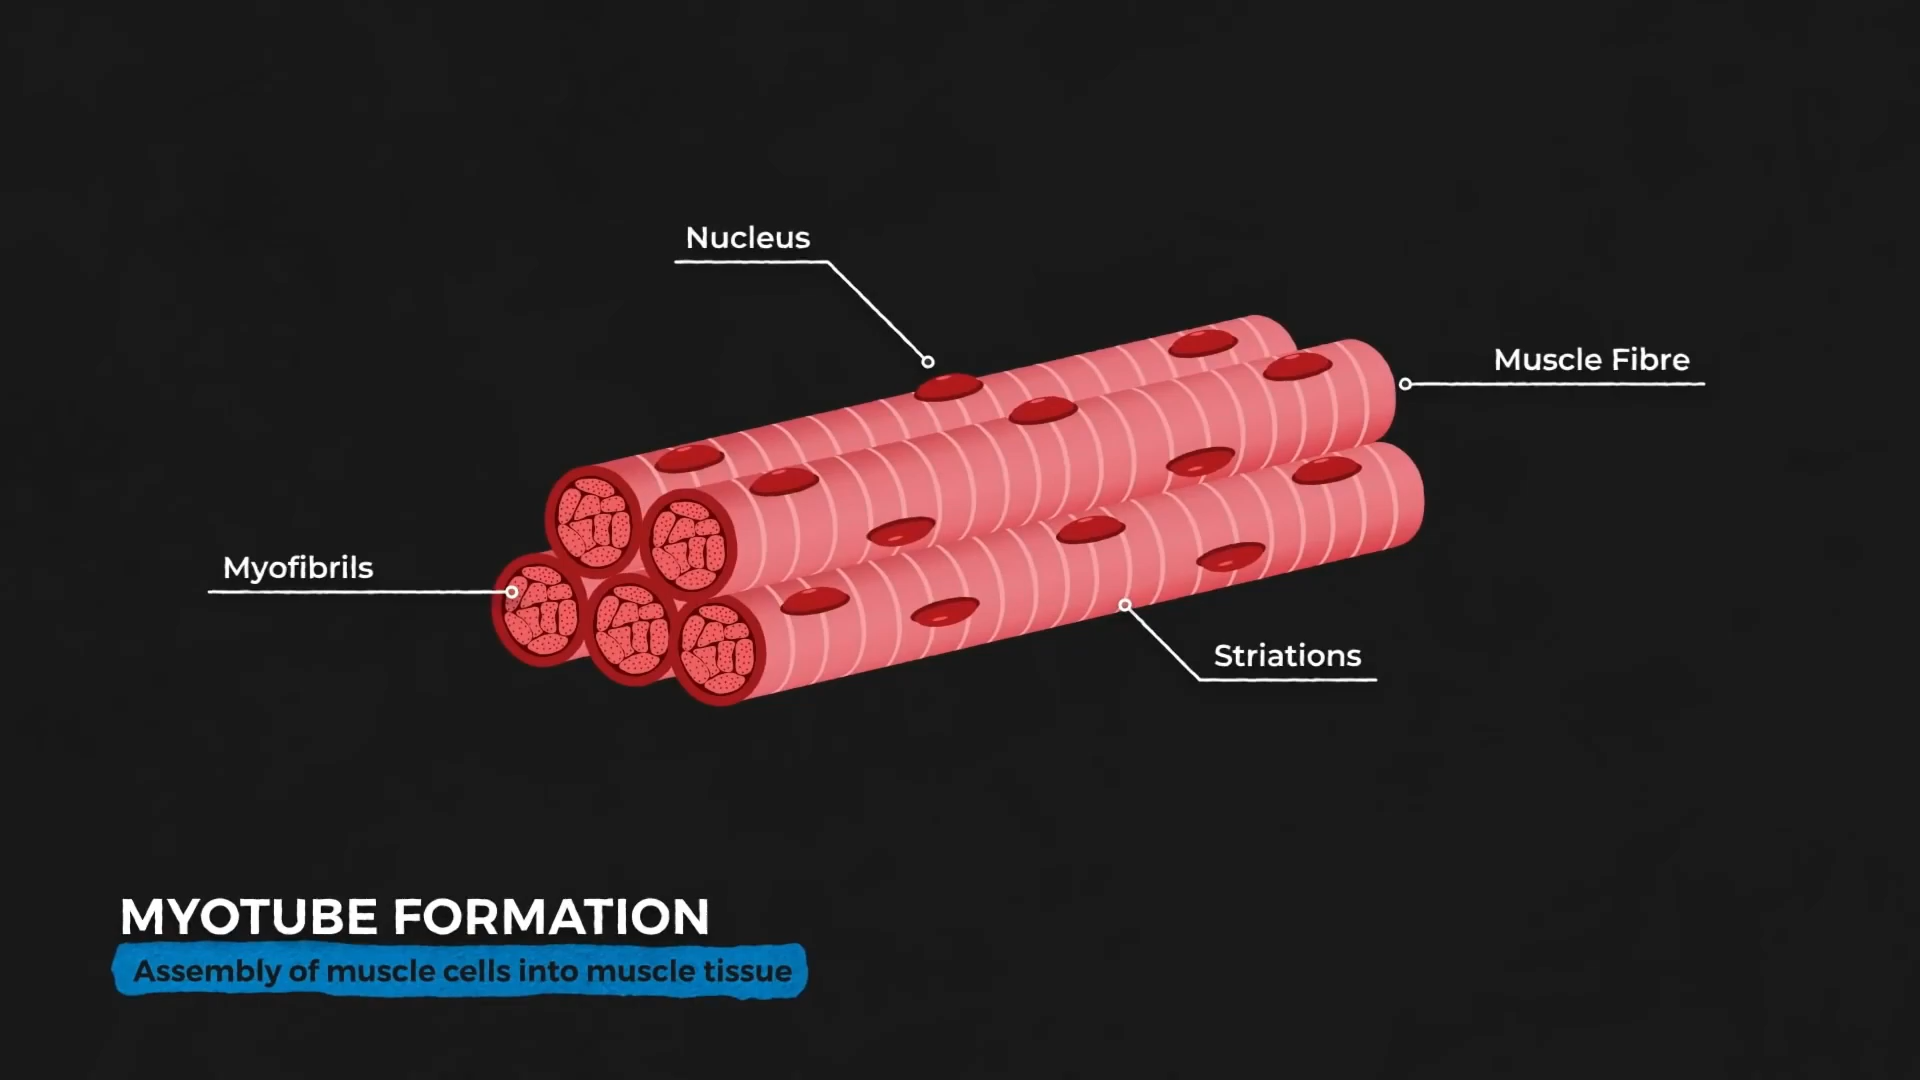 Nucleus
Muscle Fibre
Myofibrils
Striations
MYOTUBE FORMATION
Assembly of muscle cells into muscle tissue